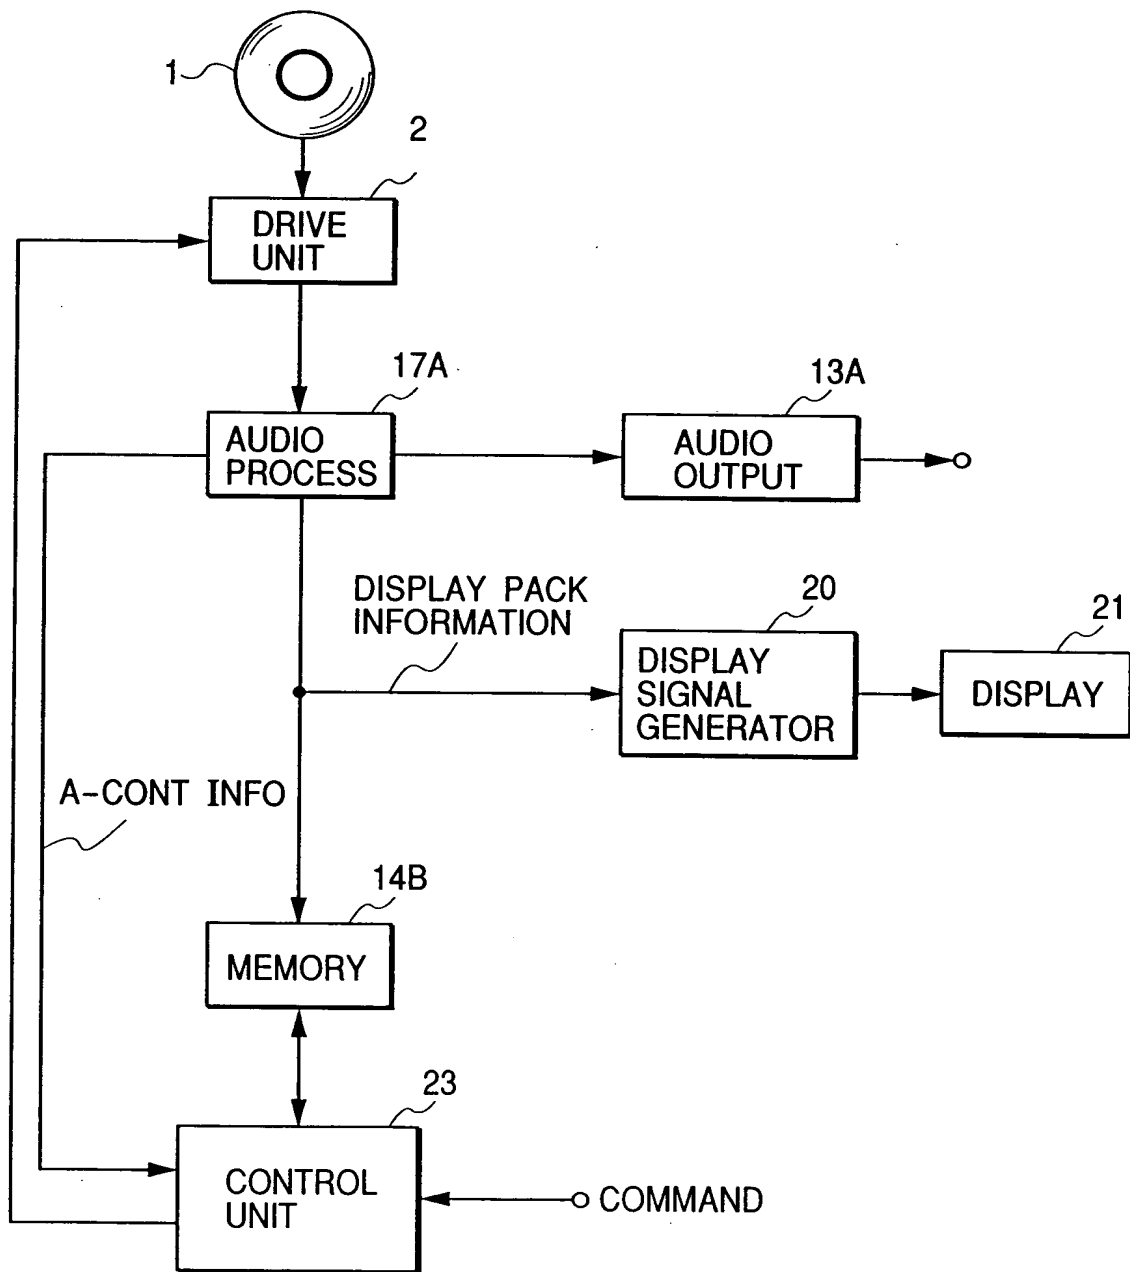 1
2
DRIVE
UNIT
17A
AUDIO
PROCESS
13A
AUDIO
OUTPUT
DISPLAY PACK
INFORMATION
20
DISPLAY
SIGNAL
GENERATOR
21
DISPLAY
A-CONT INFO
14B
MEMORY
23
CONTROL
UNIT
COMMAND